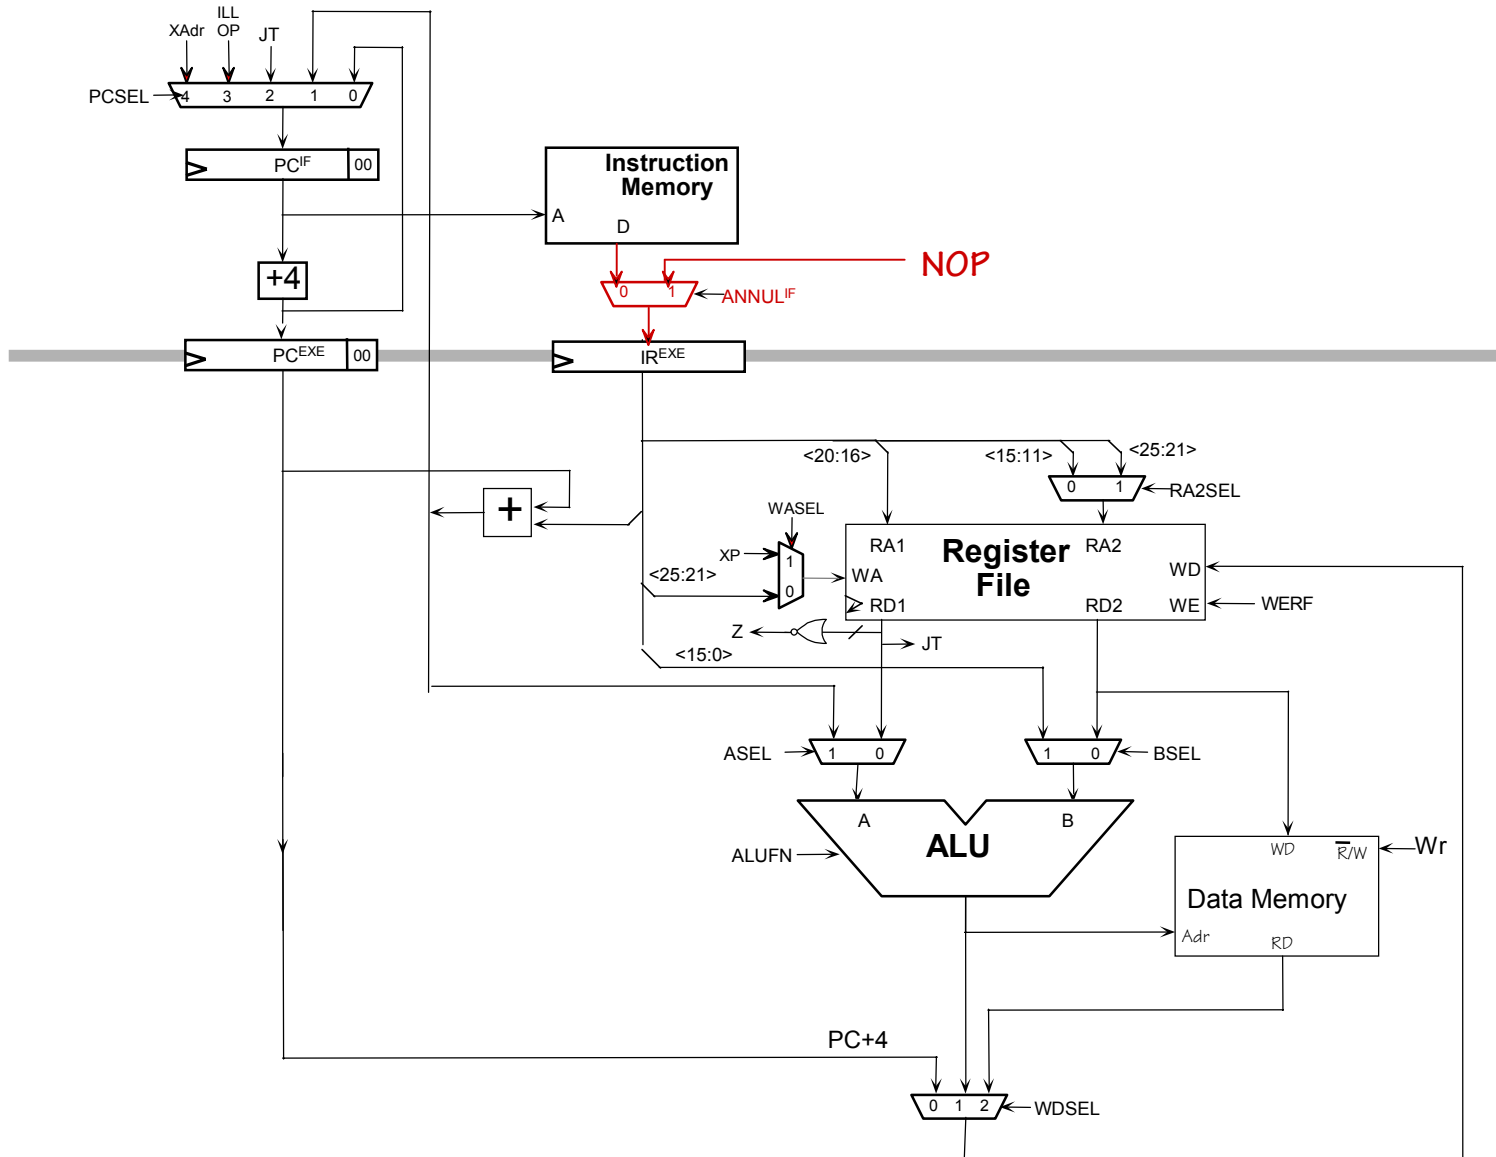 ILL
XAdr OP JT
PCSEL 4 3 2 1 0
PC^IF 00
Instruction
Memory
A
D
+4
NOP
0 1 ANNUL^IF
PC^EXE 00 IR^EXE
<20:16> <15:11> <25:21>
0 1 RA2SEL
+
WASEL
XP 1
0
<25:21>
RA1 Register RA2
File
WA WD
RD1 RD2 WE WERF
Z JT
<15:0>
ASEL 1 0 1 0 BSEL
A B
ALUFN ALU
WD R̅/W Wr
Data Memory
Adr RD
PC+4
0 1 2 WDSEL